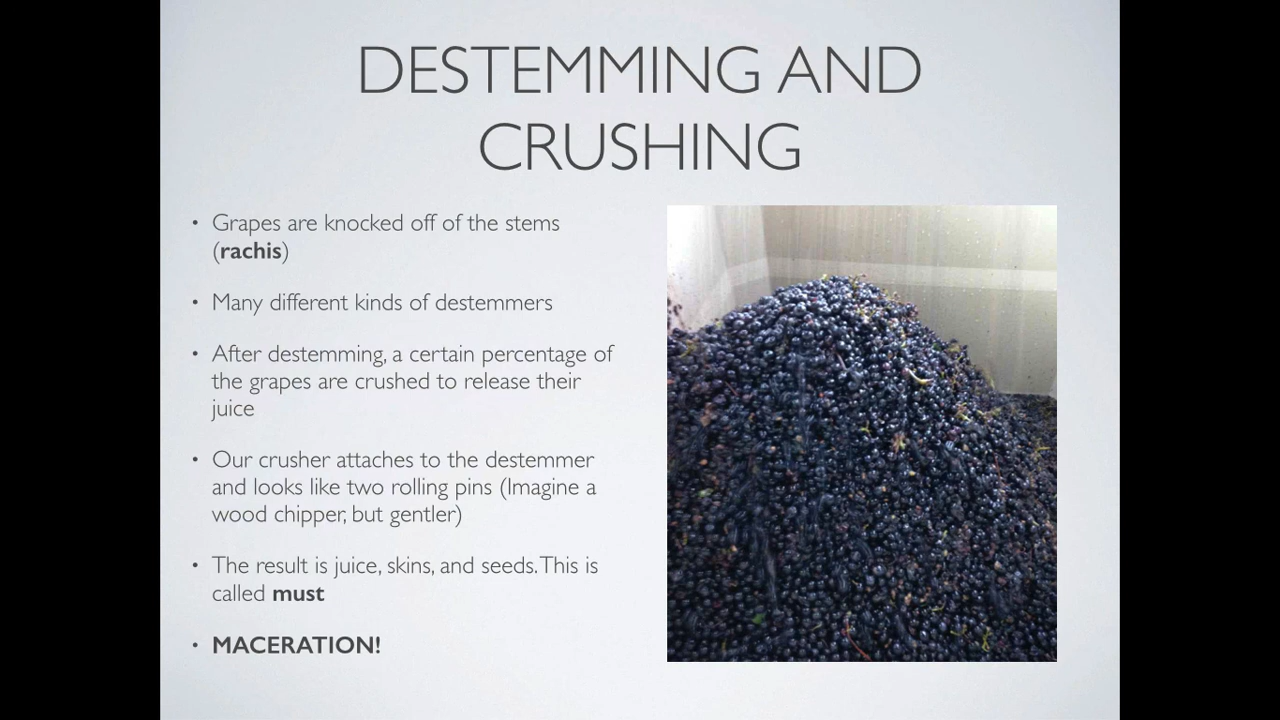 DESTEMMING AND
CRUSHING
• Grapes are knocked off of the stems
(rachis)
• Many different kinds of destemmers
• After destemming, a certain percentage of
the grapes are crushed to release their
juice
• Our crusher attaches to the destemmer
and looks like two rolling pins (Imagine a
wood chipper, but gentler)
• The result is juice, skins, and seeds. This is
called must
• MACERATION!